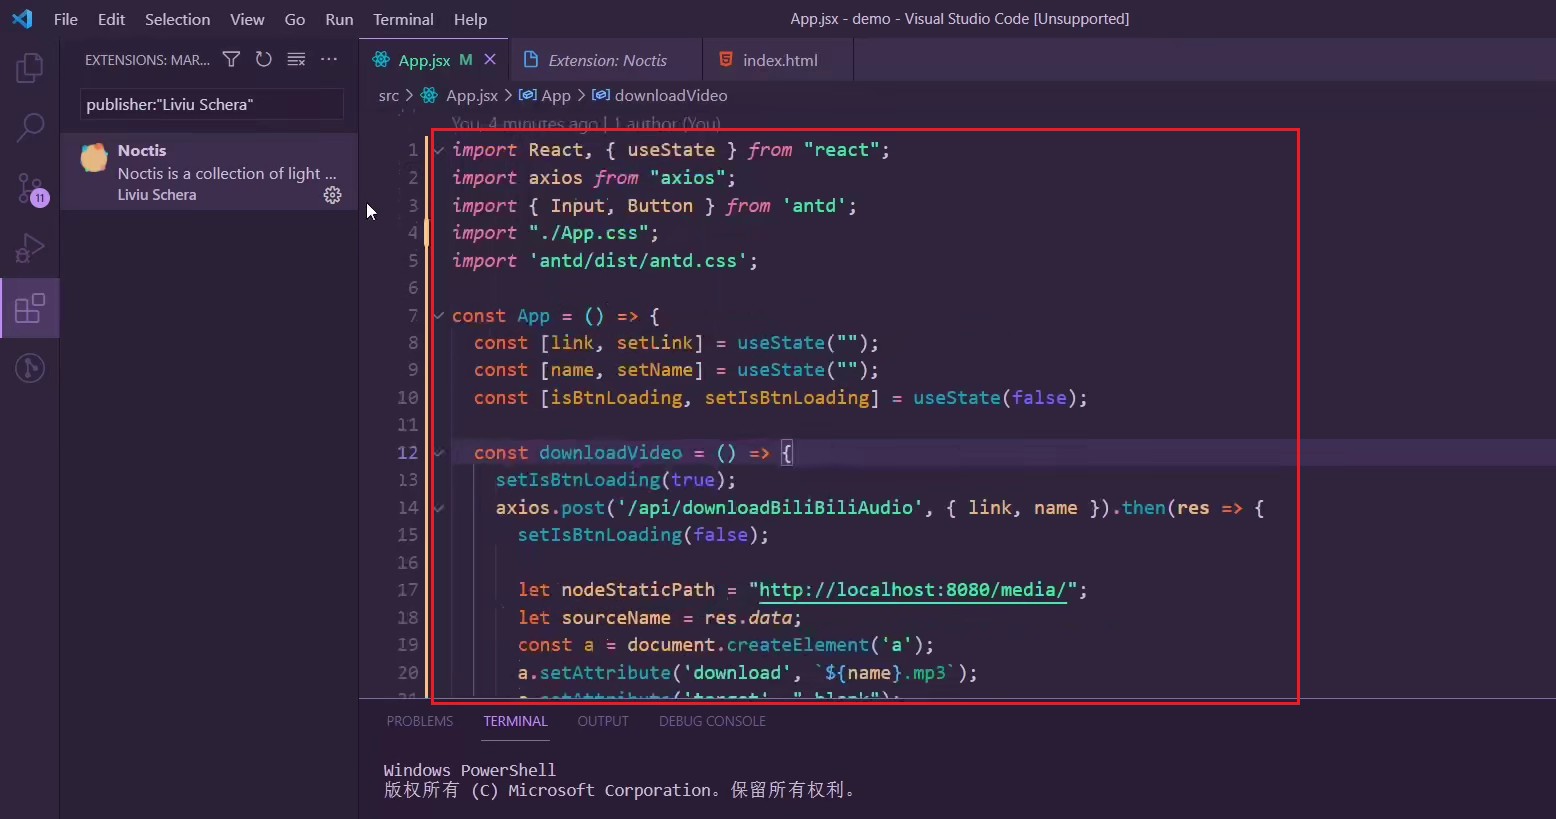 File Edit Selection View Go Run Terminal Help
App.jsx - demo - Visual Studio Code [Unsupported]
EXTENSIONS: MAR...
publisher:"Liviu Schera"
Noctis
Noctis is a collection of light ...
Liviu Schera
11
App.jsx M
Extension: Noctis
index.html
src > App.jsx > App > downloadVideo
You, 4 minutes ago | 1 author (You)
1 import React, { useState } from "react";
2 import axios from "axios";
3 import { Input, Button } from 'antd';
4 import "./App.css";
5 import 'antd/dist/antd.css';
6
7 const App = () => {
8 const [link, setLink] = useState("");
9 const [name, setName] = useState("");
10 const [isBtnLoading, setIsBtnLoading] = useState(false);
11
12 const downloadVideo = () => {
13 setIsBtnLoading(true);
14 axios.post('/api/downloadBiliBiliAudio', { link, name }).then(res => {
15 setIsBtnLoading(false);
16
17 let nodeStaticPath = "http://localhost:8080/media/";
18 let sourceName = res.data;
19 const a = document.createElement('a');
20 a.setAttribute('download', `${name}.mp3`);
21 a.setAttribute('target', "_blank");
PROBLEMS TERMINAL OUTPUT DEBUG CONSOLE
Windows PowerShell
版权所有 (C) Microsoft Corporation。保留所有权利。